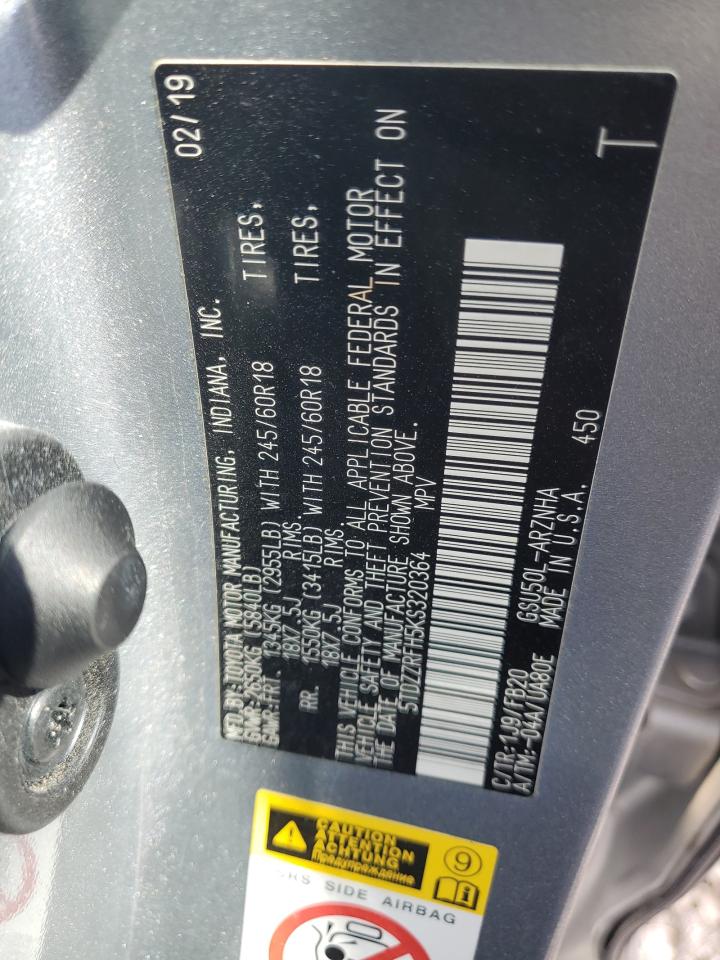 MFD.BY: TOYOTA MOTOR MANUFACTURING, INDIANA, INC. 02/19
GVWR: 2650KG (5840LB)
GAWR: FRT. 1345KG (2955LB) WITH 245/60R18 TIRES,
18X7.5J RIMS.
RR. 1550KG (3415LB) WITH 245/60R18 TIRES,
18X7.5J RIMS.
THIS VEHICLE CONFORMS TO ALL APPLICABLE FEDERAL MOTOR
VEHICLE SAFETY AND THEFT PREVENTION STANDARDS IN EFFECT ON
THE DATE OF MANUFACTURE SHOWN ABOVE.
5TDZZRFH5KS320364 MPV
C/TR: 1J9/FB20 GSU50L-ARZNHA
A/TM-04A/UA80E MADE IN U.S.A. 450
T
CAUTION
ATTENTION
ACHTUNG
Предупреждение
9
SRS SIDE AIRBAG